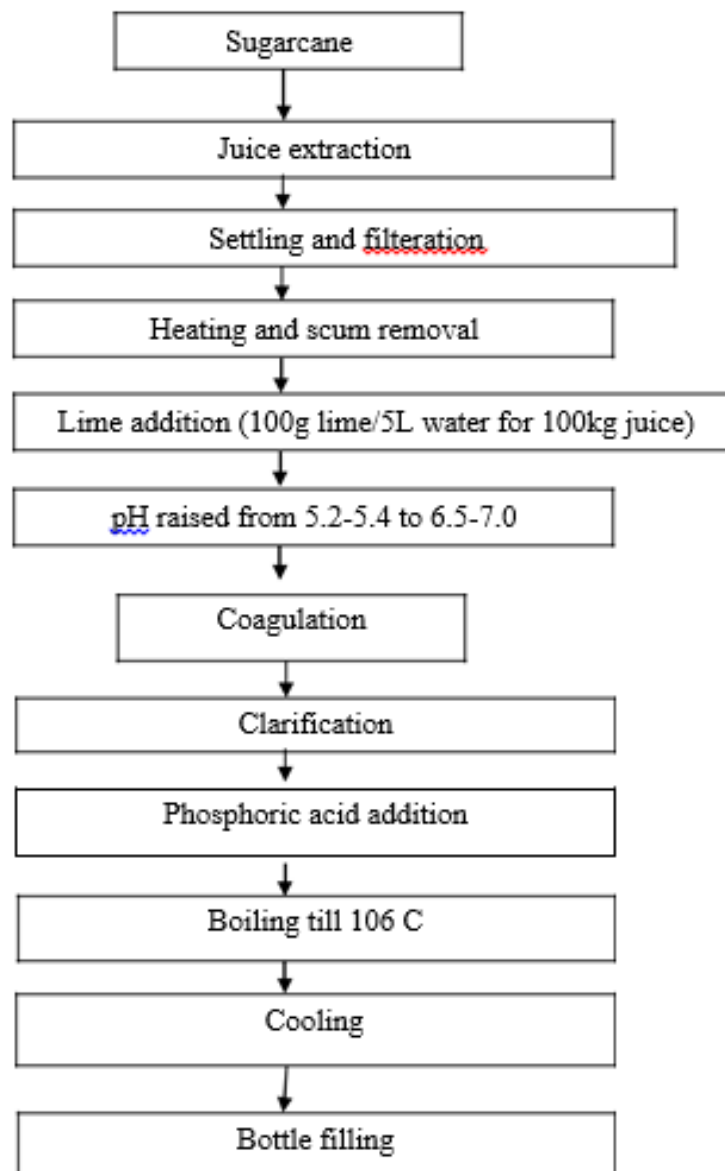 Sugarcane
Juice extraction
Settling and filteration
Heating and scum removal
Lime addition (100g lime/5L water for 100kg juice)
pH raised from 5.2-5.4 to 6.5-7.0
Coagulation
Clarification
Phosphoric acid addition
Boiling till 106 C
Cooling
Bottle filling